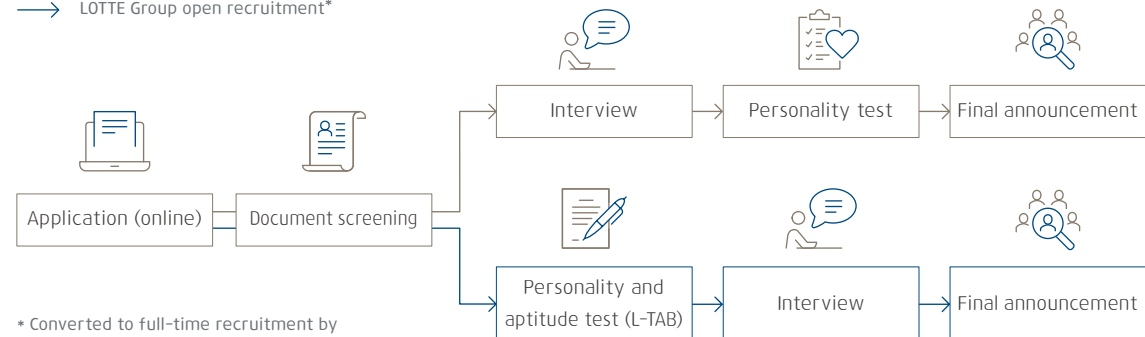 LOTTE Group open recruitment*
Interview
Personality test
Final announcement
Application (online)
Document screening
Personality and
aptitude test (L-TAB)
Interview
Final announcement
* Converted to full-time recruitment by